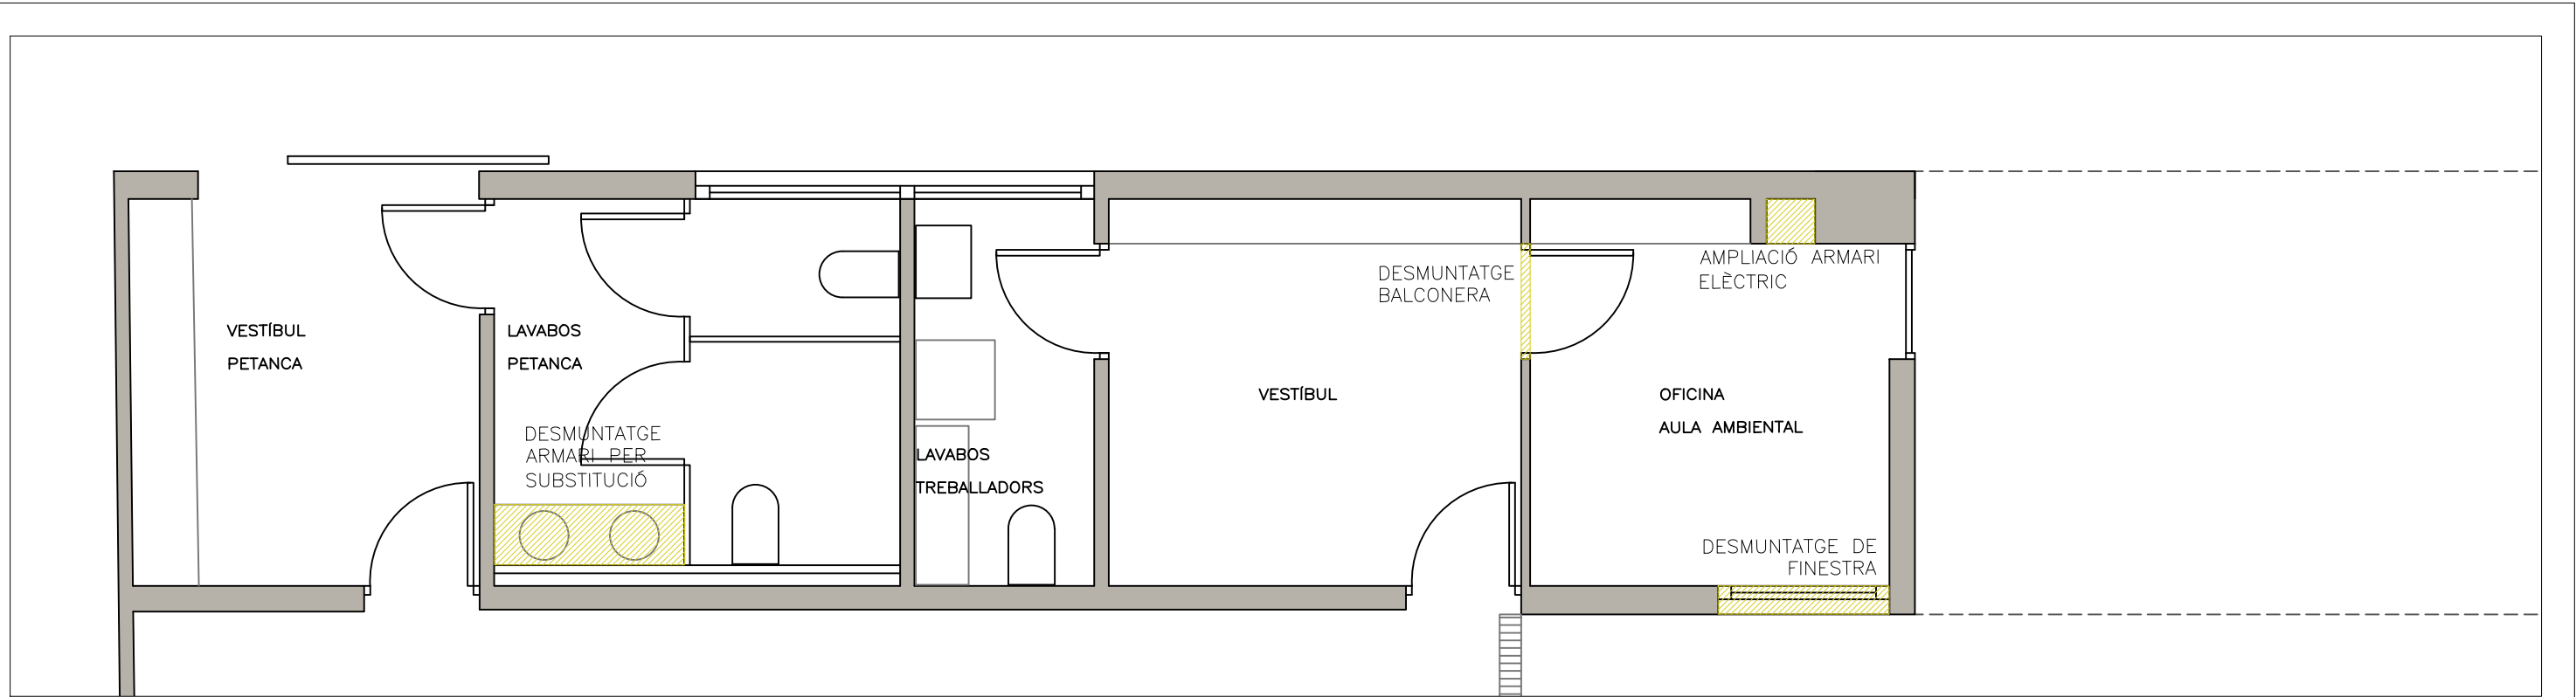 VESTÍBUL
PETANCA
LAVABOS
PETANCA
DESMUNTATGE
ARMARI PER
SUBSTITUCIÓ
LAVABOS
TREBALLADORS
VESTÍBUL
DESMUNTATGE
BALCONERA
AMPLIACIÓ ARMARI
ELÈCTRIC
OFICINA
AULA AMBIENTAL
DESMUNTATGE DE
FINESTRA